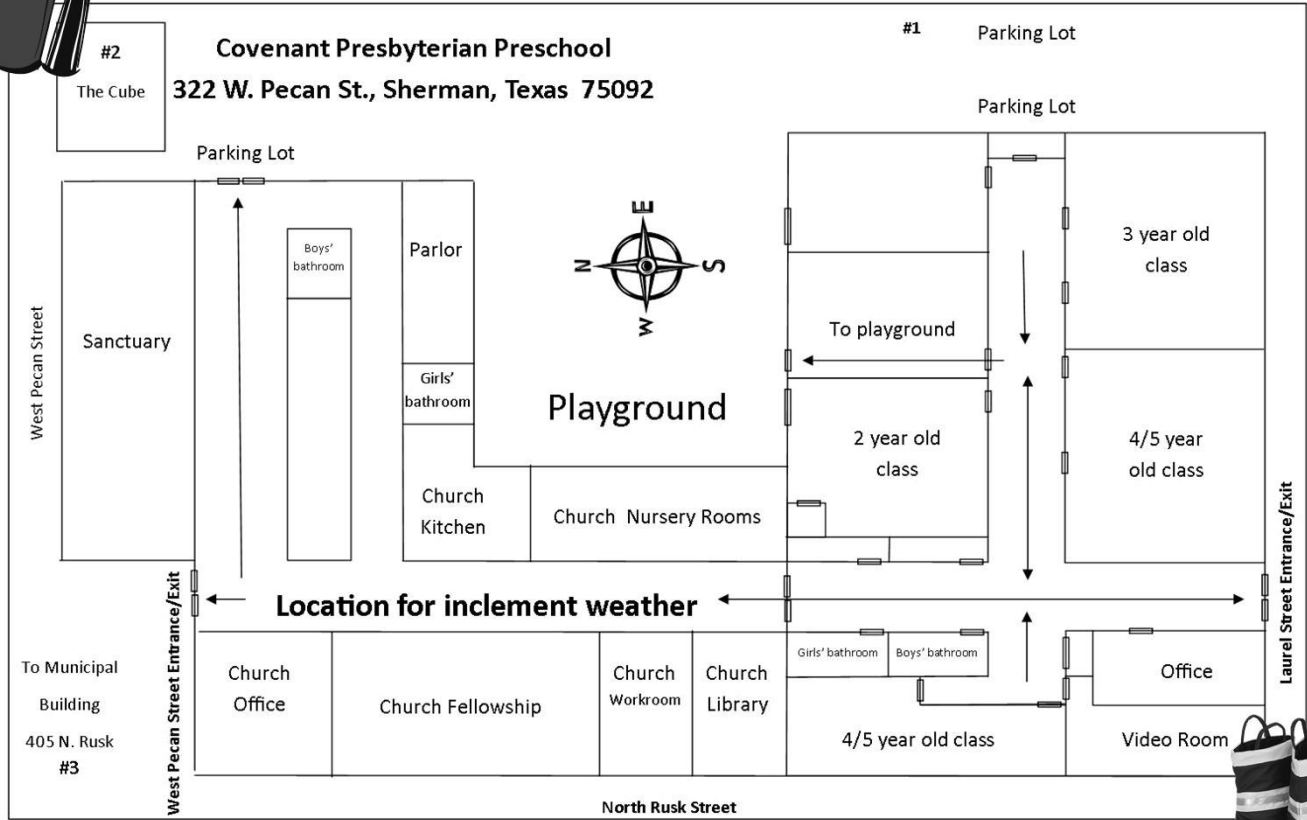 #2
The Cube
Covenant Presbyterian Preschool
322 W. Pecan St., Sherman, Texas 75092
#1
Parking Lot
Parking Lot
Parking Lot
West Pecan Street
Sanctuary
Boys'
bathroom
Parlor
Girls'
bathroom
Church
Kitchen
E
N
S
W
Playground
Church Nursery Rooms
To playground
2 year old
class
3 year old
class
4/5 year
old class
Laurel Street Entrance/Exit
West Pecan Street Entrance/Exit
Location for inclement weather
To Municipal
Building
405 N. Rusk
#3
Church
Office
Church Fellowship
Church
Workroom
Church
Library
Girls' bathroom
Boys' bathroom
4/5 year old class
Office
Video Room
North Rusk Street